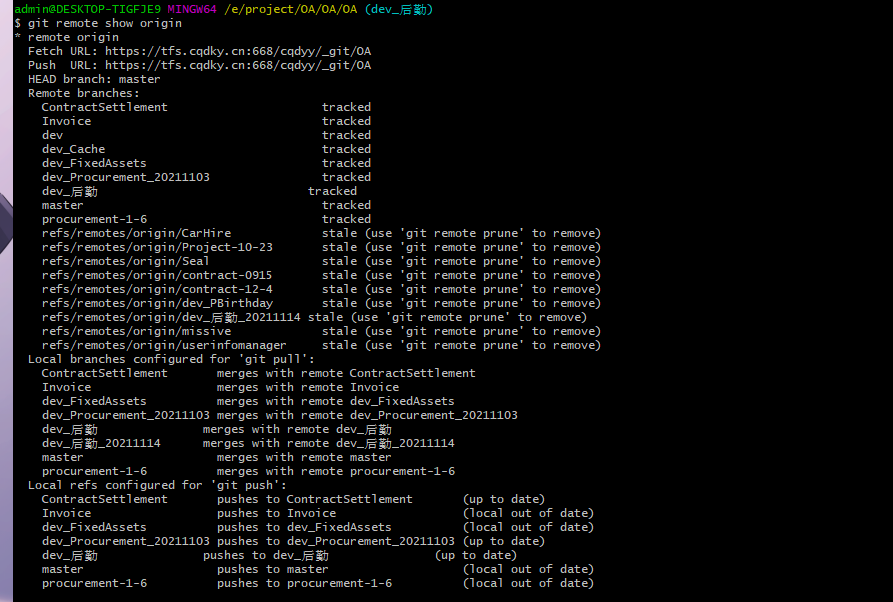 admin@DESKTOP-TIGFJE9 MINGW64 /e/project/OA/OA/OA (dev_后勤)
$ git remote show origin
* remote origin
  Fetch URL: https://tfs.cqdky.cn:668/cqdyy/_git/OA
  Push  URL: https://tfs.cqdky.cn:668/cqdyy/_git/OA
  HEAD branch: master
  Remote branches:
    ContractSettlement                      tracked
    Invoice                                 tracked
    dev                                     tracked
    dev_Cache                               tracked
    dev_FixedAssets                         tracked
    dev_Procurement_20211103                tracked
    dev_后勤                              tracked
    master                                  tracked
    procurement-1-6                         tracked
    refs/remotes/origin/CarHire             stale (use 'git remote prune' to remove)
    refs/remotes/origin/Project-10-23       stale (use 'git remote prune' to remove)
    refs/remotes/origin/Seal                stale (use 'git remote prune' to remove)
    refs/remotes/origin/contract-0915       stale (use 'git remote prune' to remove)
    refs/remotes/origin/contract-12-4       stale (use 'git remote prune' to remove)
    refs/remotes/origin/dev_PBirthday       stale (use 'git remote prune' to remove)
    refs/remotes/origin/dev_后勤_20211114 stale (use 'git remote prune' to remove)
    refs/remotes/origin/missive             stale (use 'git remote prune' to remove)
    refs/remotes/origin/userinfomanager     stale (use 'git remote prune' to remove)
  Local branches configured for 'git pull':
    ContractSettlement       merges with remote ContractSettlement
    Invoice                  merges with remote Invoice
    dev_FixedAssets          merges with remote dev_FixedAssets
    dev_Procurement_20211103 merges with remote dev_Procurement_20211103
    dev_后勤               merges with remote dev_后勤
    dev_后勤_20211114      merges with remote dev_后勤_20211114
    master                   merges with remote master
    procurement-1-6          merges with remote procurement-1-6
  Local refs configured for 'git push':
    ContractSettlement       pushes to ContractSettlement       (up to date)
    Invoice                  pushes to Invoice                  (local out of date)
    dev_FixedAssets          pushes to dev_FixedAssets          (local out of date)
    dev_Procurement_20211103 pushes to dev_Procurement_20211103 (up to date)
    dev_后勤               pushes to dev_后勤               (up to date)
    master                   pushes to master                   (local out of date)
    procurement-1-6          pushes to procurement-1-6          (local out of date)